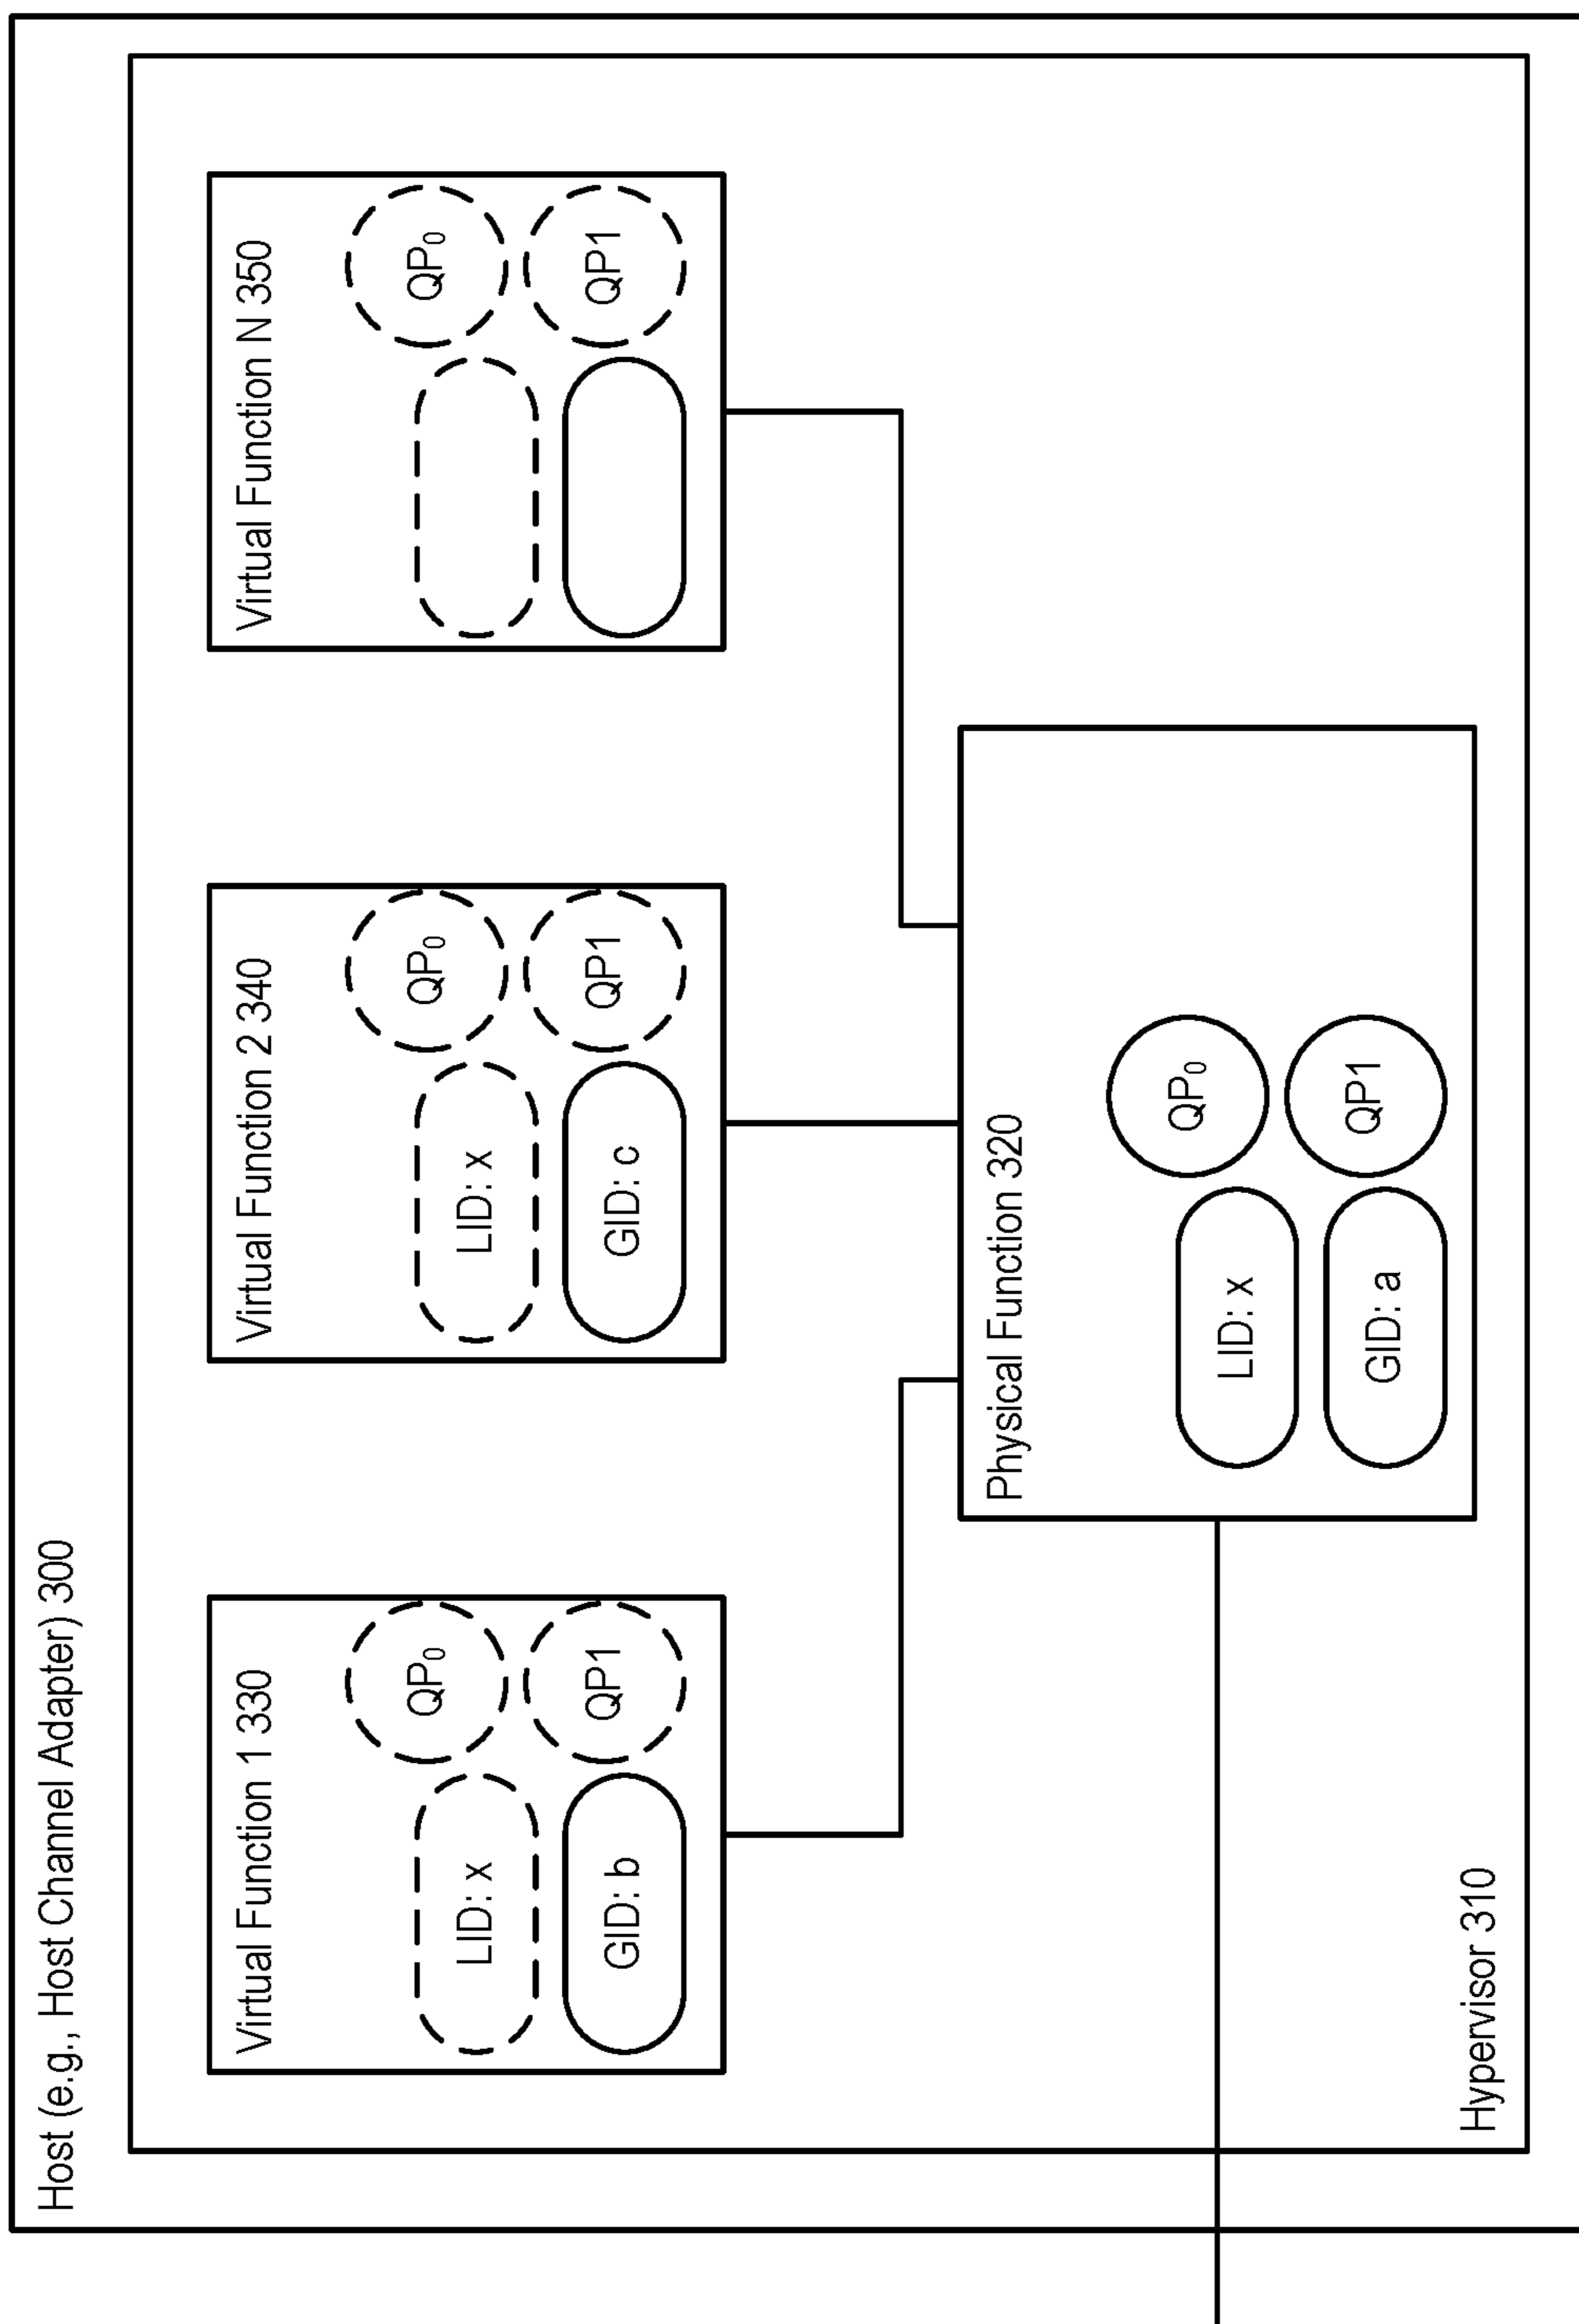 Host (e.g., Host Channel Adapter) 300
Virtual Function 1 330
QP0
LID: x
QP1
GID: b
Virtual Function 2 340
QP0
LID: x
QP1
GID: c
Virtual Function N 350
QP0
QP1
Physical Function 320
QP0
LID: x
QP1
GID: a
Hypervisor 310